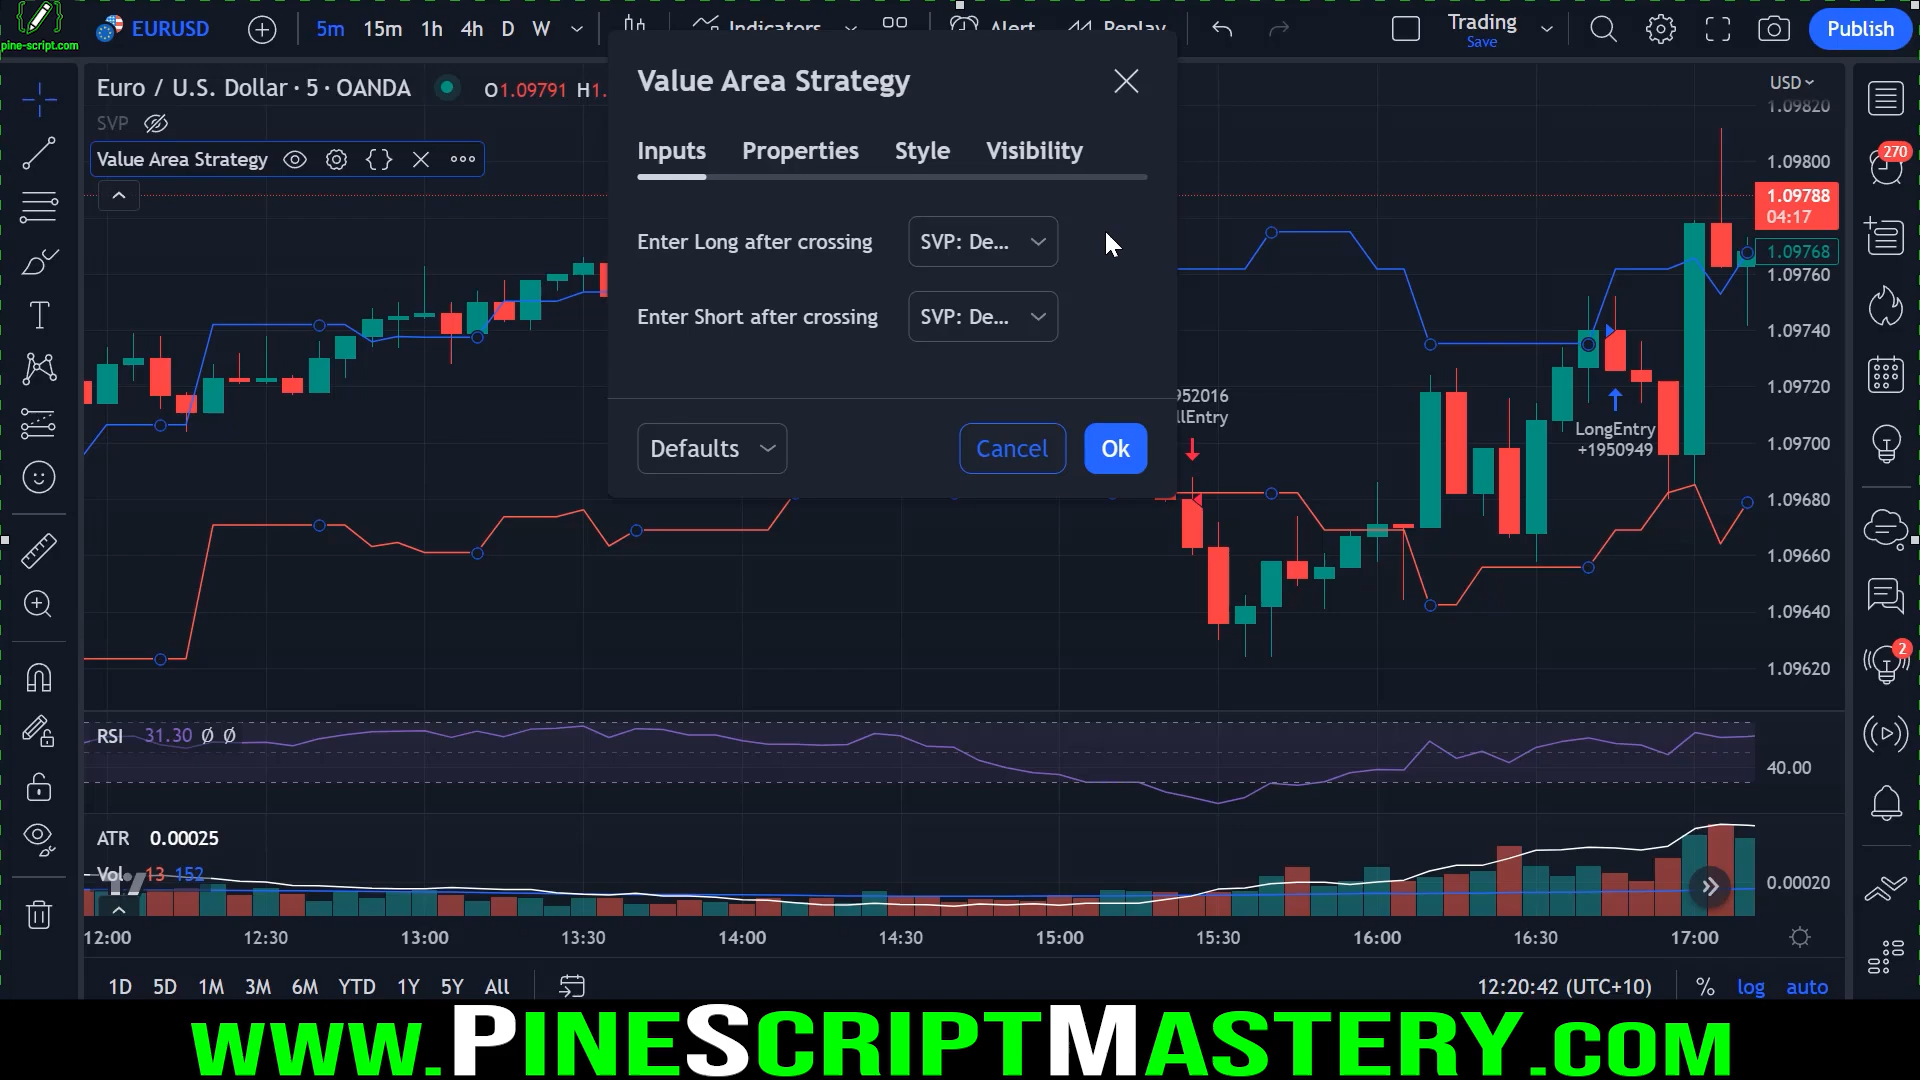 pine-script.com
EURUSD
5m 15m 1h 4h D W
Indicators
Alert
Replay
Trading
Save
Publish
Euro / U.S. Dollar · 5 · OANDA
O1.09791 H1.
SVP
Value Area Strategy
Value Area Strategy
Inputs Properties Style Visibility
Enter Long after crossing
SVP: De...
Enter Short after crossing
SVP: De...
Defaults
Cancel
Ok
952016
llEntry
LongEntry
+1950949
USD
1.09820
1.09800
1.09788
04:17
1.09768
1.09760
1.09740
1.09720
1.09700
1.09680
1.09660
1.09640
1.09620
270
2
RSI 31.30 Ø Ø
40.00
ATR 0.00025
Vol 13 152
0.00020
12:00 12:30 13:00 13:30 14:00 14:30 15:00 15:30 16:00 16:30 17:00
1D 5D 1M 3M 6M YTD 1Y 5Y All
12:20:42 (UTC+10) % log auto
www.PineScriptMastery.com